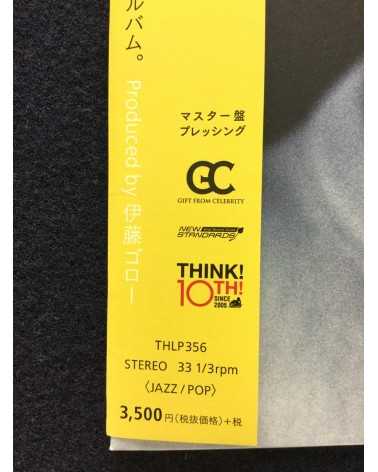 ルバム。
Produced by 伊藤ゴロー
マスター盤
プレッシング
GC
GIFT FROM CELEBRITY
NEW
STANDARDS
THINK!
10TH!
SINCE
2005
THLP356
STEREO 33 1/3rpm
〈JAZZ / POP〉
3,500円(税抜価格)+税